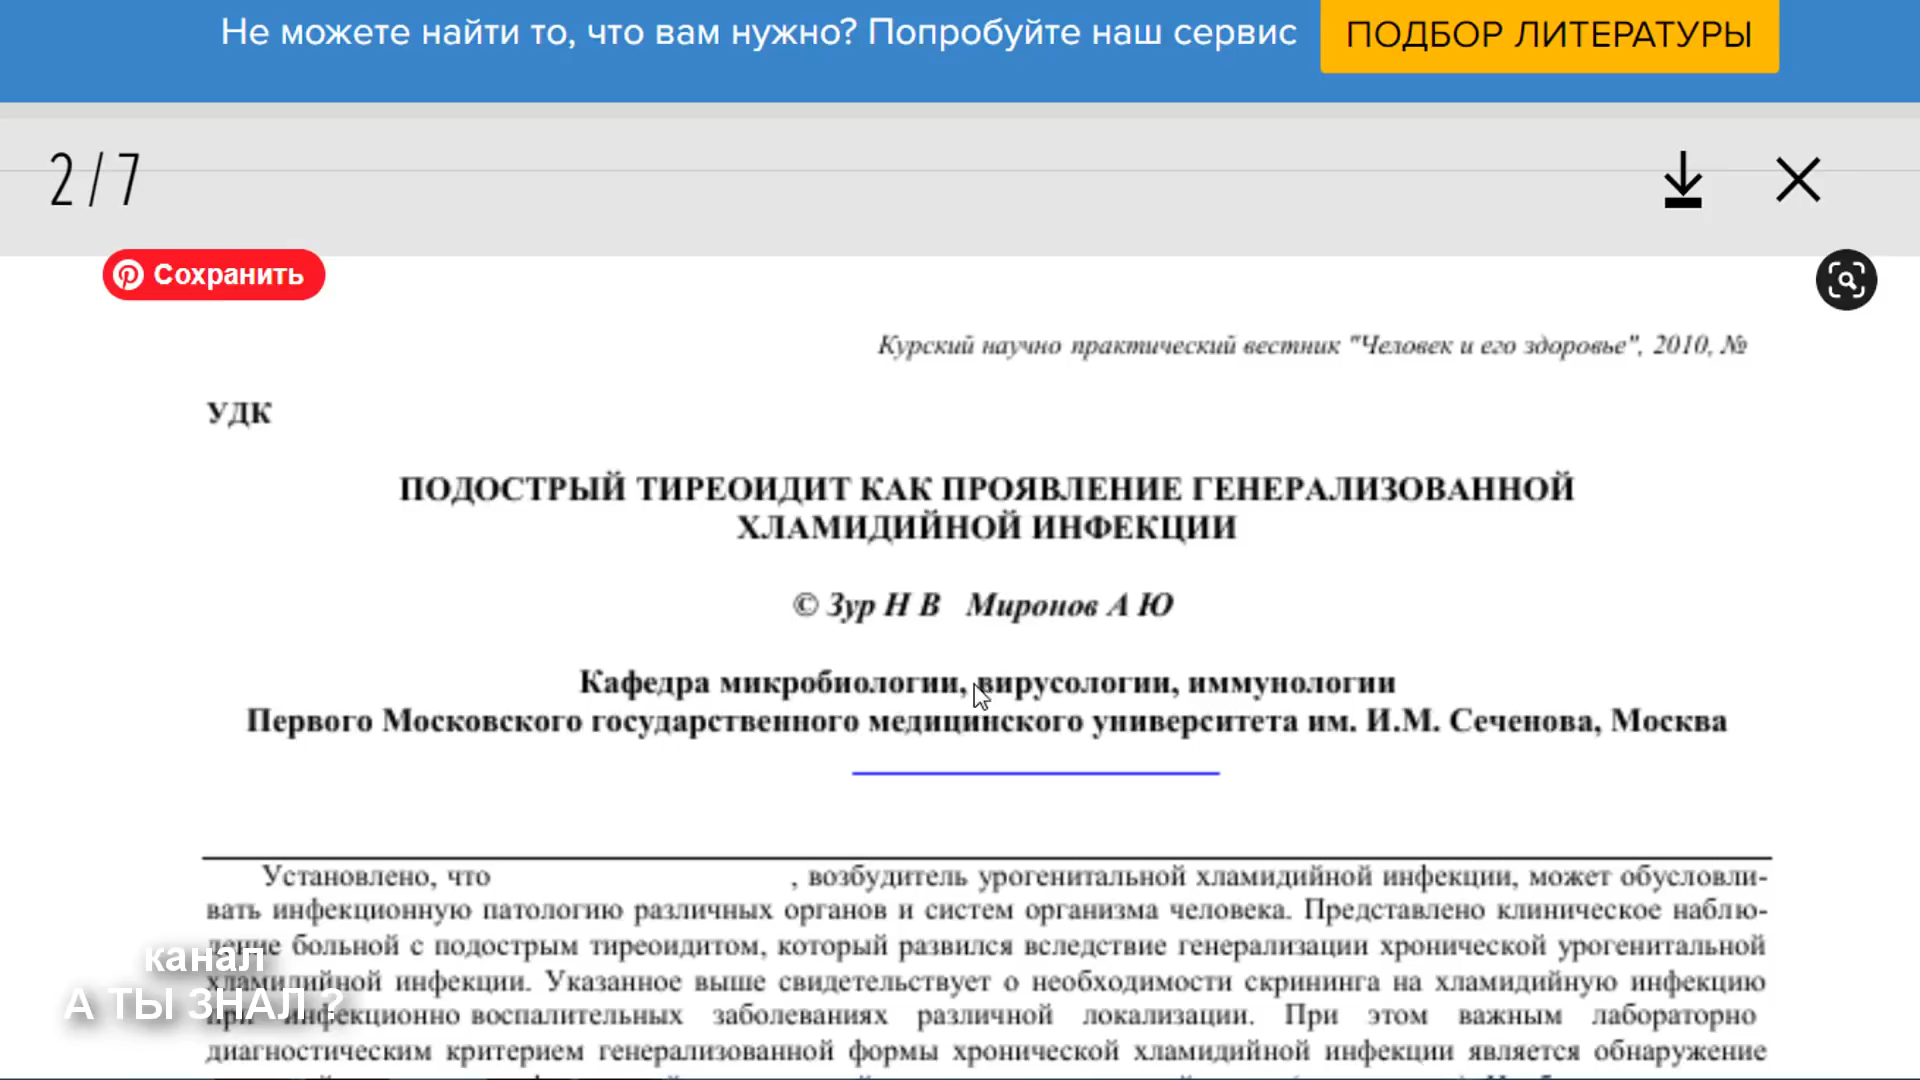 Не можете найти то, что вам нужно? Попробуйте наш сервис ПОДБОР ЛИТЕРАТУРЫ
2 / 7
Сохранить
Курский научно практический вестник "Человек и его здоровье", 2010, №
УДК
ПОДОСТРЫЙ ТИРЕОИДИТ КАК ПРОЯВЛЕНИЕ ГЕНЕРАЛИЗОВАННОЙ
ХЛАМИДИЙНОЙ ИНФЕКЦИИ
© Зур Н В Миронов А Ю
Кафедра микробиологии, вирусологии, иммунологии
Первого Московского государственного медицинского университета им. И.М. Сеченова, Москва
Установлено, что , возбудитель урогенитальной хламидийной инфекции, может обусловли-
вать инфекционную патологию различных органов и систем организма человека. Представлено клиническое наблю-
дение больной с подострым тиреоидитом, который развился вследствие генерализации хронической урогенитальной
хламидийной инфекции. Указанное выше свидетельствует о необходимости скрининга на хламидийную инфекцию
при инфекционно воспалительных заболеваниях различной локализации. При этом важным лабораторно
диагностическим критерием генерализованной формы хронической хламидийной инфекции является обнаружение
канал
А ТЫ ЗНАЛ ?